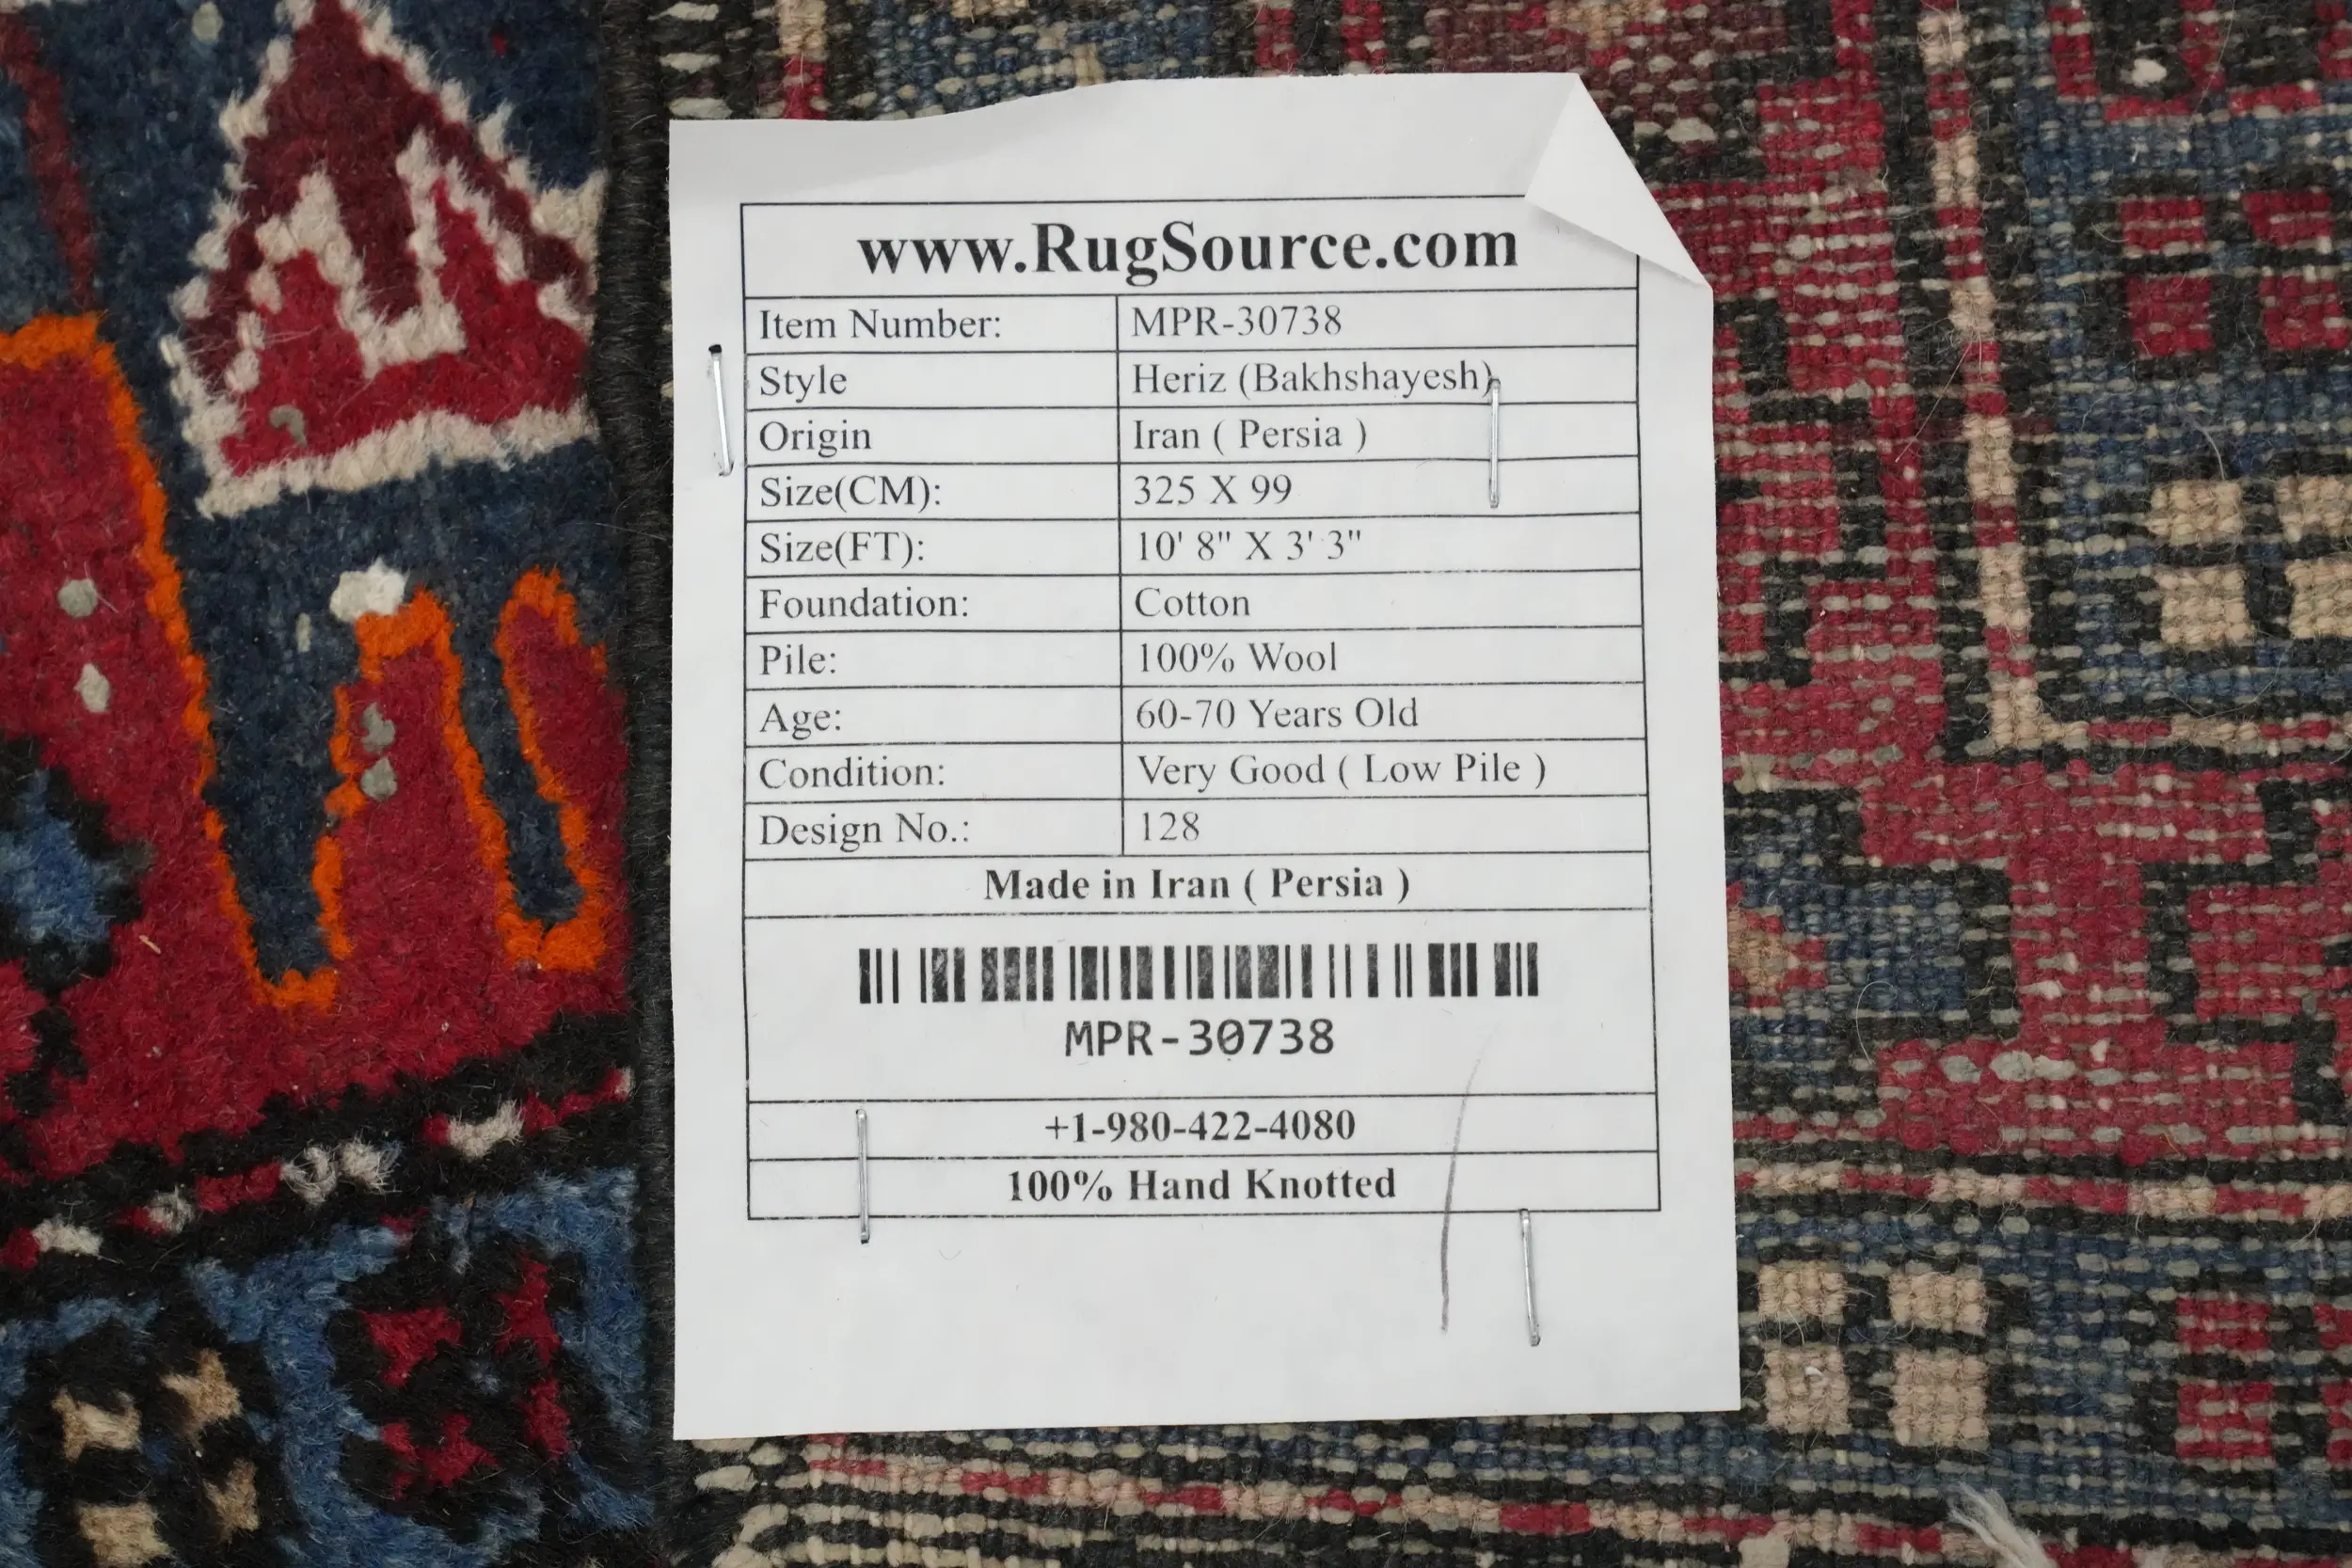 www.RugSource.com
Item Number: MPR-30738
Style Heriz (Bakhshayesh)
Origin Iran ( Persia )
Size(CM): 325 X 99
Size(FT): 10' 8" X 3' 3"
Foundation: Cotton
Pile: 100% Wool
Age: 60-70 Years Old
Condition: Very Good ( Low Pile )
Design No.: 128
Made in Iran ( Persia )
MPR-30738
+1-980-422-4080
100% Hand Knotted